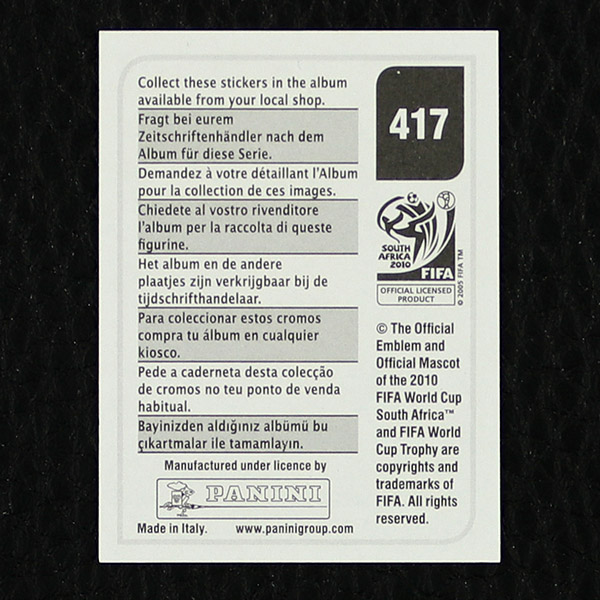 Collect these stickers in the album
available from your local shop.
Fragt bei eurem
Zeitschriftenhändler nach dem
Album für diese Serie.
Demandez à votre détaillant l'Album
pour la collection de ces images.
Chiedete al vostro rivenditore
l'album per la raccolta di queste
figurine.
Het album en de andere
plaatjes zijn verkrijgbaar bij de
tijdschrifthandelaar.
Para coleccionar estos cromos
compra tu álbum en cualquier
kiosco.
Pede a caderneta desta colecção
de cromos no teu ponto de venda
habitual.
Bayinizden aldığınız albümü bu
çıkartmalar ile tamamlayın.
Manufactured under licence by
PANINI
Made in Italy. www.paninigroup.com
417
SOUTH
AFRICA
2010
FIFA
© 2005 FIFA TM
OFFICIAL LICENSED
PRODUCT
© The Official
Emblem and
Official Mascot
of the 2010
FIFA World Cup
South Africa™
and FIFA World
Cup Trophy are
copyrights and
trademarks of
FIFA. All rights
reserved.